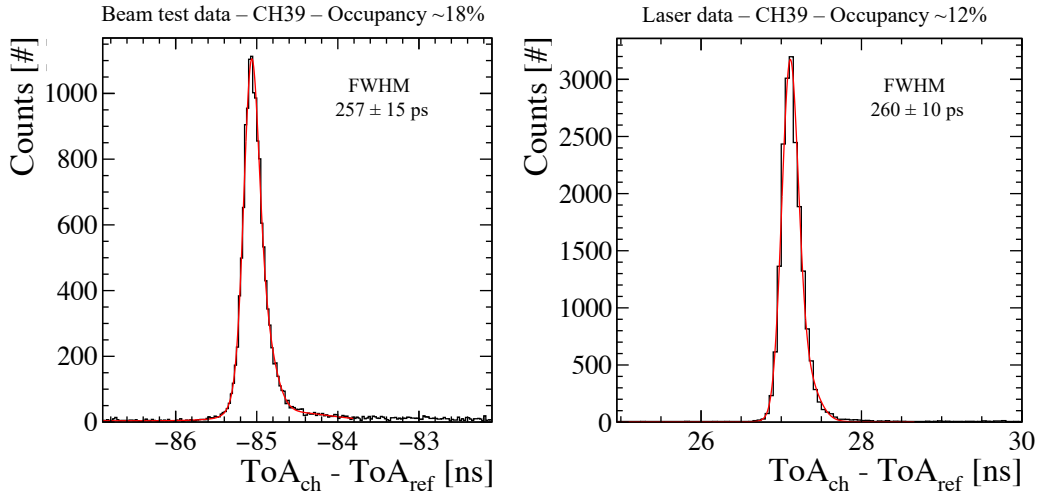 Beam test data – CH39 – Occupancy ~18%
Counts [#]
1000
800
600
400
200
0
FWHM
257 ± 15 ps
−86
−85
−84
−83
ToA_ch - ToA_ref [ns]
Laser data – CH39 – Occupancy ~12%
Counts [#]
3000
2500
2000
1500
1000
500
0
FWHM
260 ± 10 ps
26
28
30
ToA_ch - ToA_ref [ns]